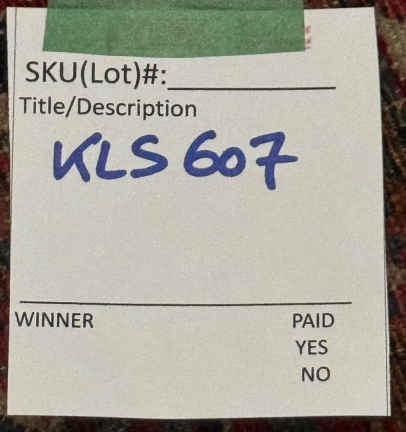 SKU(Lot)#:
Title/Description
KLS 607
WINNER PAID
YES
NO